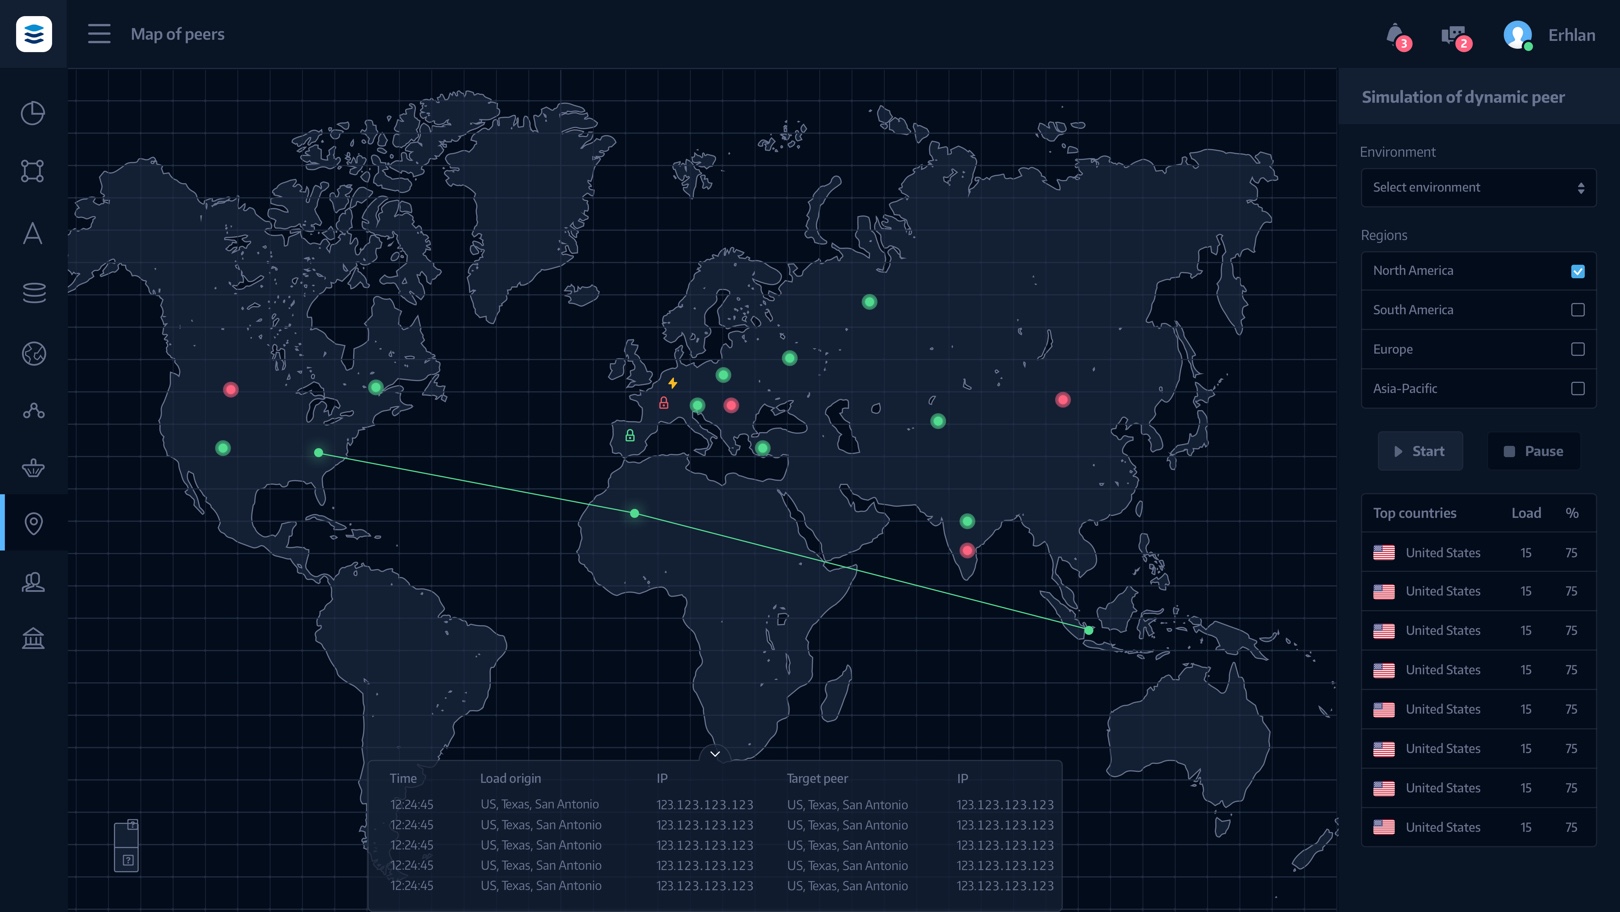 Map of peers
3
2
Erhlan
Simulation of dynamic peer
Environment
Select environment
Regions
North America
South America
Europe
Asia-Pacific
Start
Pause
Top countries Load %
United States 15 75
United States 15 75
United States 15 75
United States 15 75
United States 15 75
United States 15 75
United States 15 75
United States 15 75
Time Load origin IP Target peer IP
12:24:45 US, Texas, San Antonio 123.123.123.123 US, Texas, San Antonio 123.123.123.123
12:24:45 US, Texas, San Antonio 123.123.123.123 US, Texas, San Antonio 123.123.123.123
12:24:45 US, Texas, San Antonio 123.123.123.123 US, Texas, San Antonio 123.123.123.123
12:24:45 US, Texas, San Antonio 123.123.123.123 US, Texas, San Antonio 123.123.123.123
12:24:45 US, Texas, San Antonio 123.123.123.123 US, Texas, San Antonio 123.123.123.123